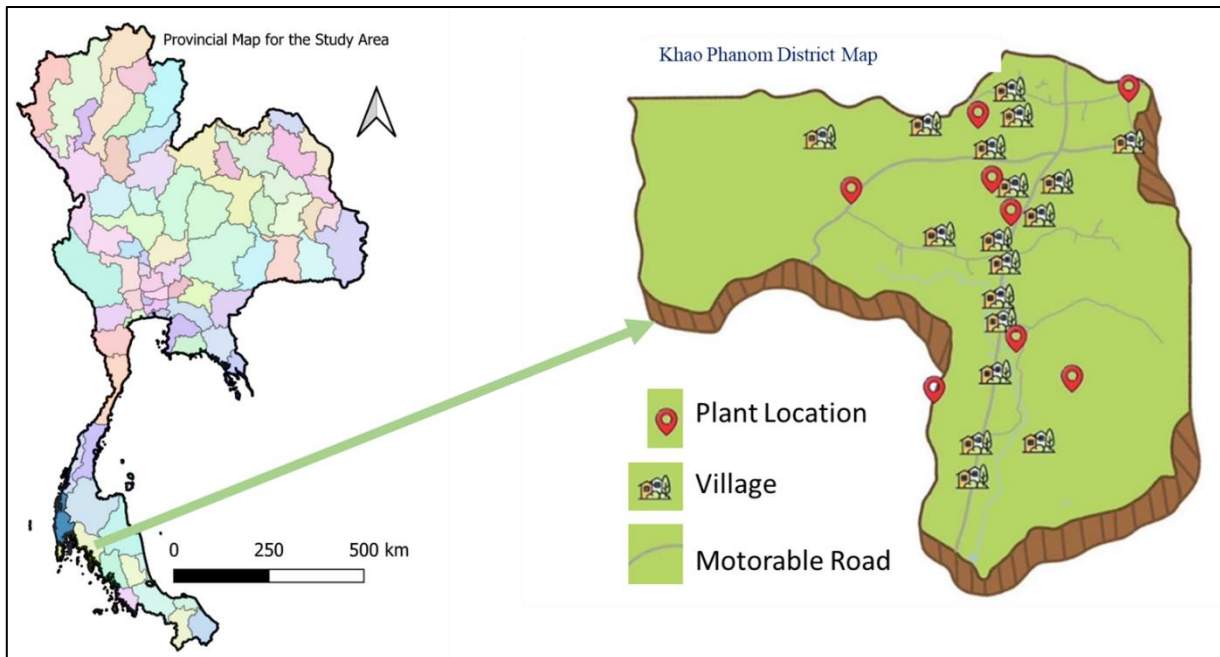 Provincial Map for the Study Area
Khao Phanom District Map
0 250 500 km
Plant Location
Village
Motorable Road